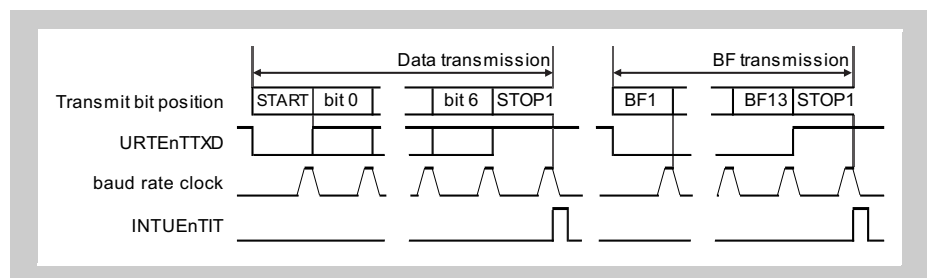 Data transmission BF transmission
Transmit bit position START bit 0 bit 6 STOP1 BF1 BF13 STOP1
URTEnTTXD
baud rate clock
INTUEnTIT